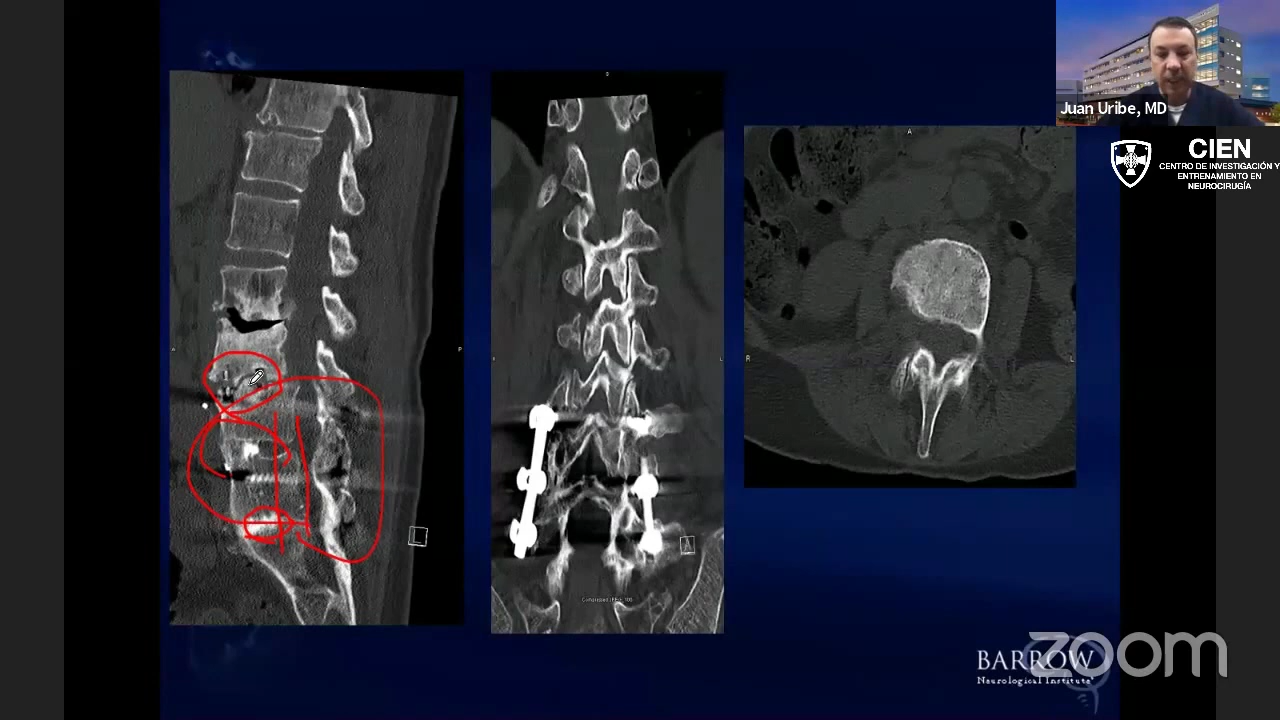 Juan Uribe, MD
CIEN
CENTRO DE INVESTIGACIÓN Y
ENTRENAMIENTO EN
NEUROCIRUGÍA
A
P
L
A
R
L
BARROW
Neurological Institute
zoom